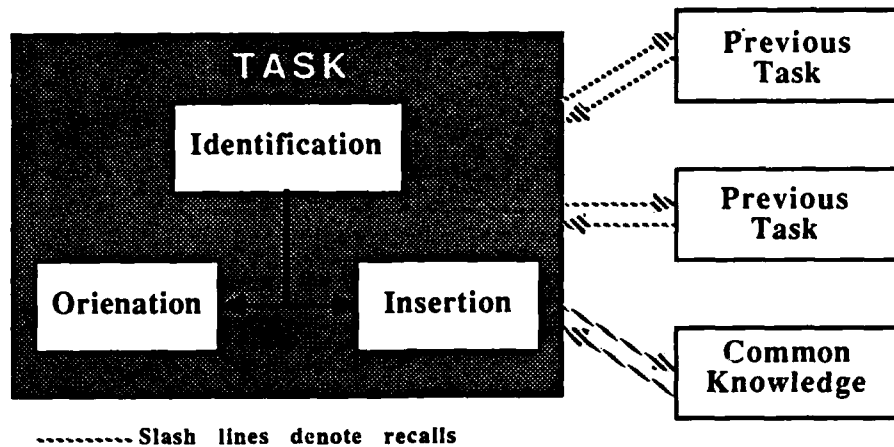 TASK
Identification
Orienation
Insertion
Previous
Task
Previous
Task
Common
Knowledge
Slash lines denote recalls